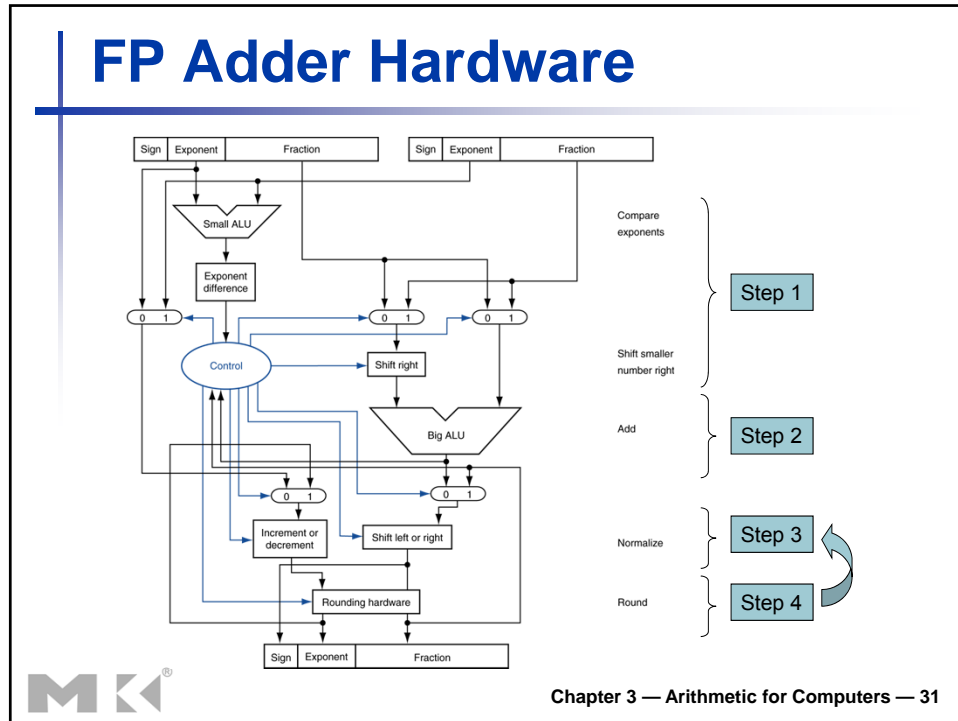 FP Adder Hardware
Sign Exponent Fraction
Sign Exponent Fraction
Small ALU
Compare
exponents
Exponent
difference
Step 1
0 1
0 1
0 1
Control
Shift right
Shift smaller
number right
Big ALU
Add
Step 2
0 1
0 1
Increment or
decrement
Shift left or right
Normalize
Step 3
Rounding hardware
Round
Step 4
Sign Exponent Fraction
MK®
Chapter 3 — Arithmetic for Computers — 31